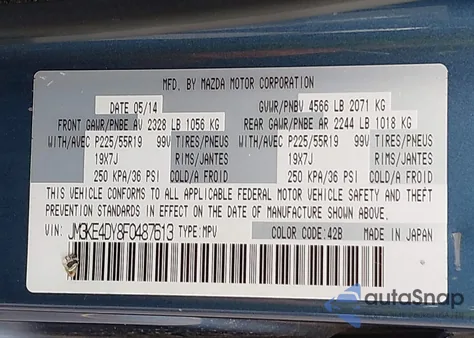 MFD. BY MAZDA MOTOR CORPORATION
DATE 05/14 GVWR/PNBV 4566 LB 2071 KG
FRONT GAWR/PNBE AV 2328 LB 1056 KG REAR GAWR/PNBE AR 2244 LB 1018 KG
WITH/AVEC P225/55R19 99V TIRES/PNEUS WITH/AVEC P225/55R19 99V TIRES/PNEUS
19X7J RIMS/JANTES 19X7J RIMS/JANTES
250 KPA/36 PSI COLD/A FROID 250 KPA/36 PSI COLD/A FROID
THIS VEHICLE CONFORMS TO ALL APPLICABLE FEDERAL MOTOR VEHICLE SAFETY AND THEFT
PREVENTION STANDARDS IN EFFECT ON THE DATE OF MANUFACTURE SHOWN ABOVE.
VIN: JM3KE4DY8F0487613 TYPE: MPV COLOR CODE: 42B MADE IN JAPAN
autaSnap